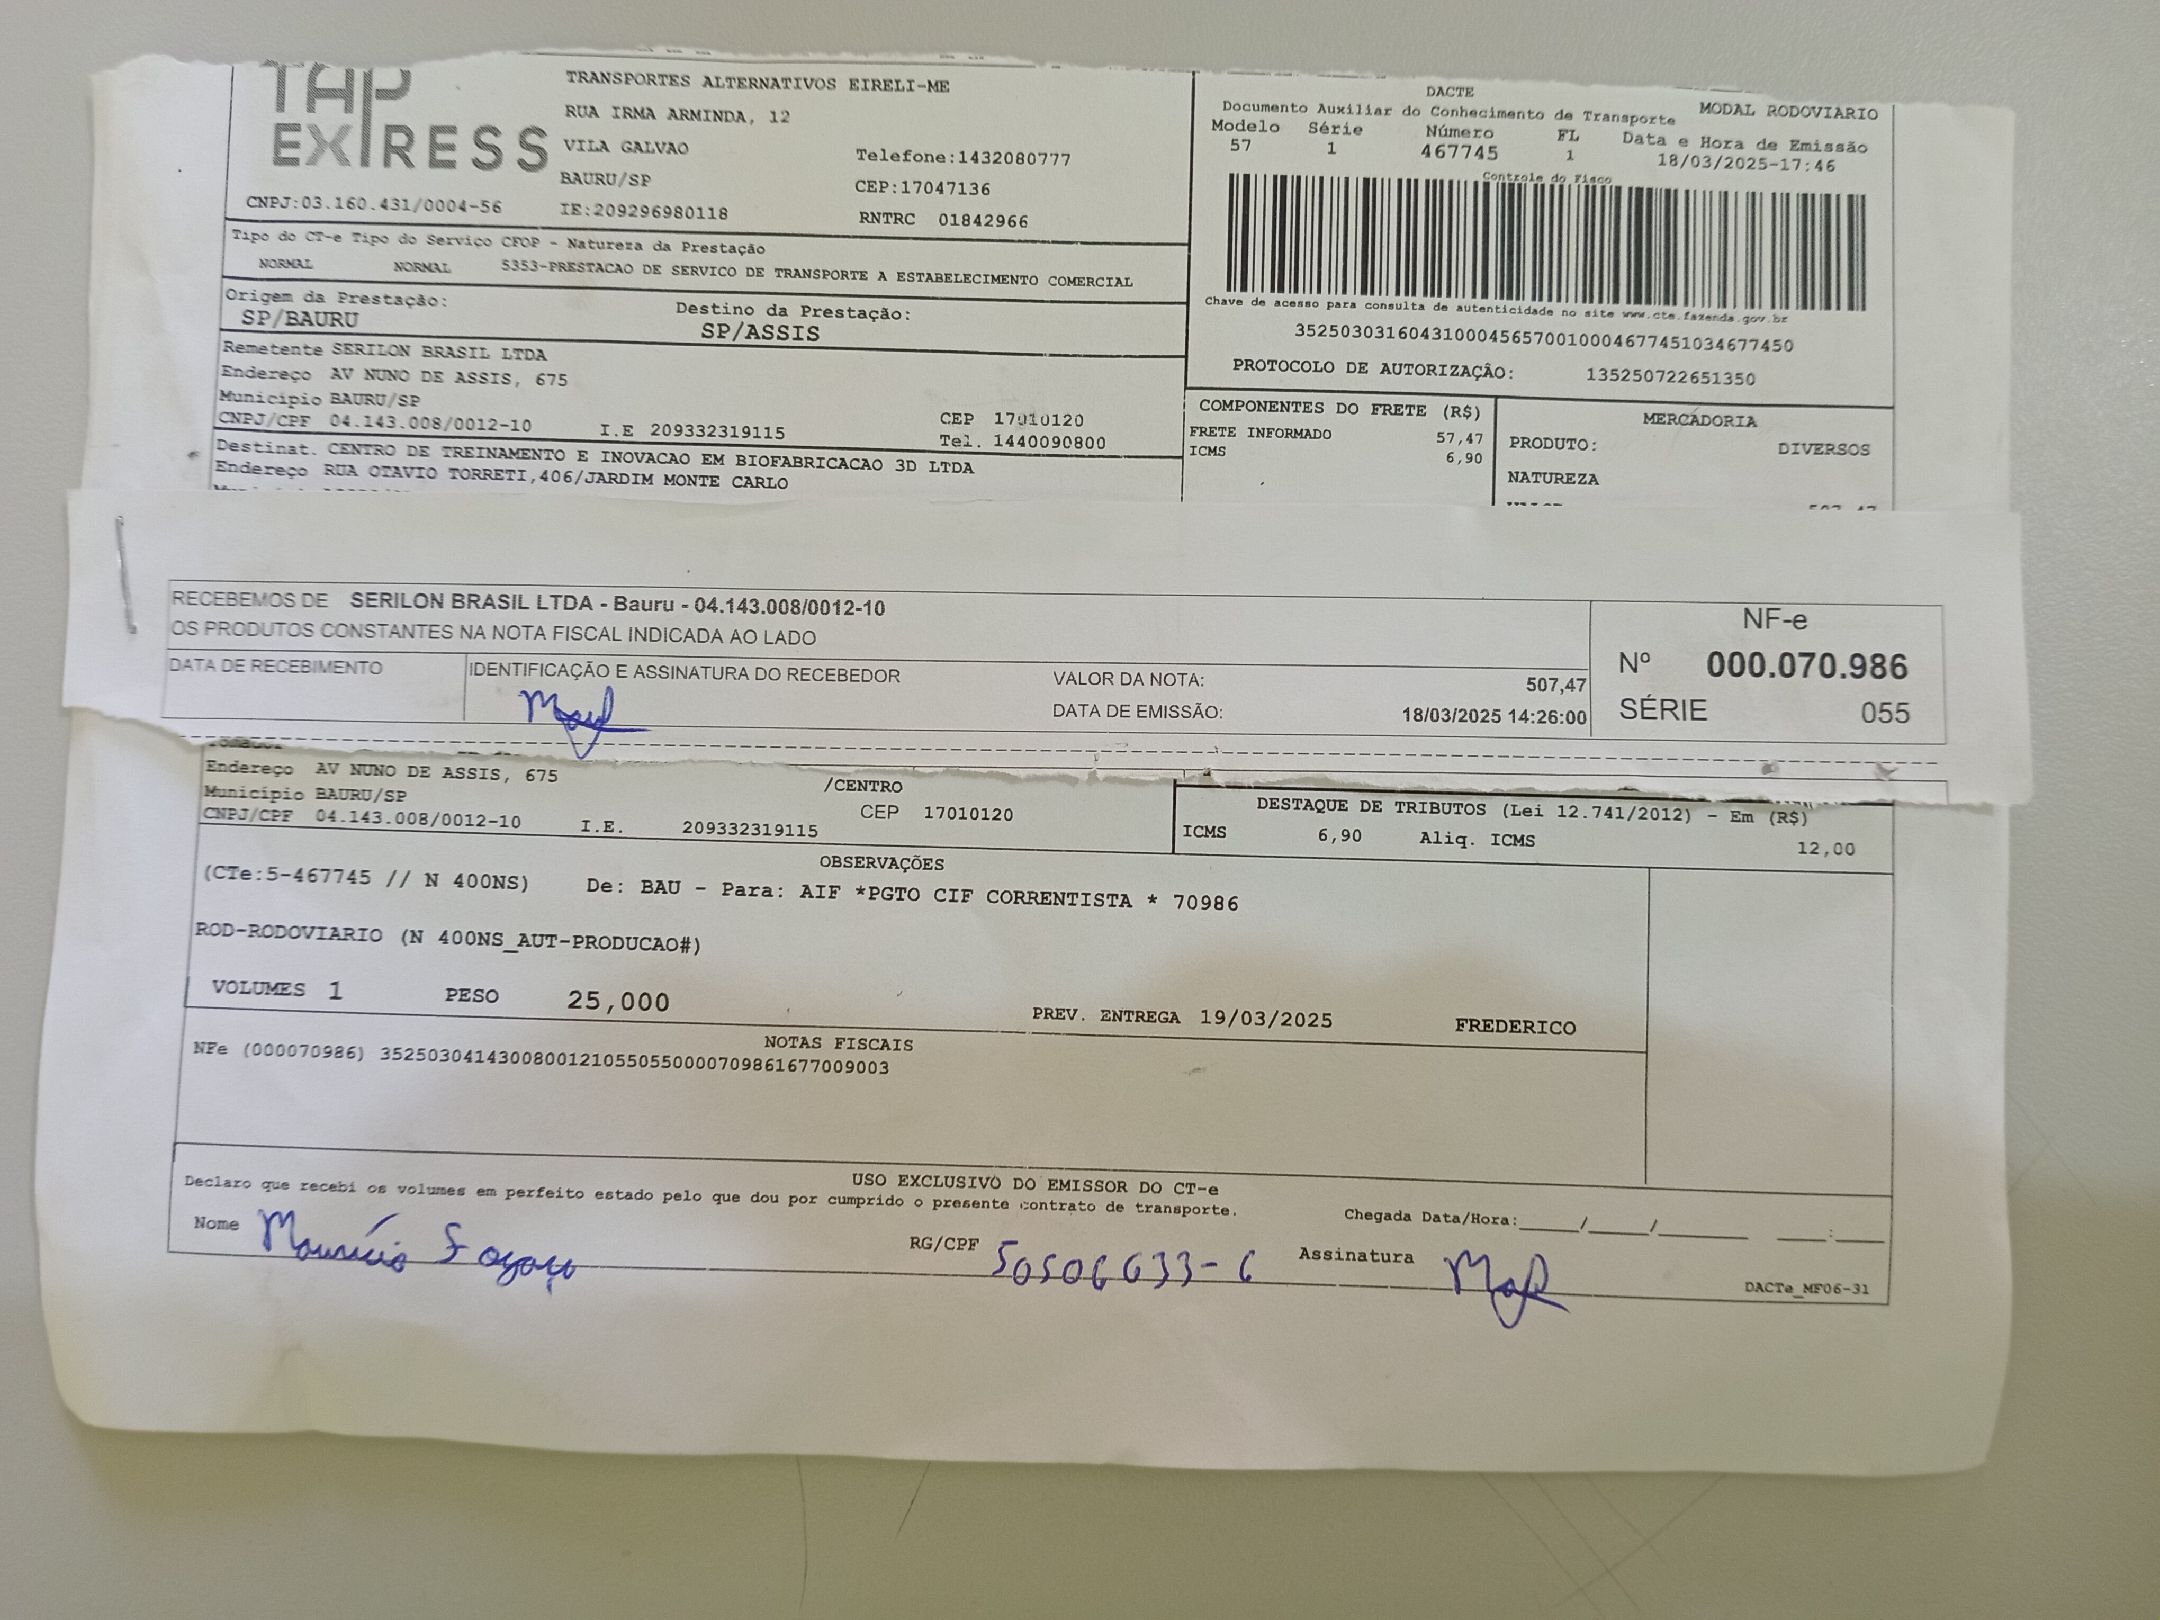 TAP
EXPRESS
TRANSPORTES ALTERNATIVOS EIRELI-ME
RUA IRMA ARMINDA, 12
VILA GALVAO
Telefone:1432080777
BAURU/SP
CEP:17047136
CNPJ:03.160.431/0004-56
IE:209296980118
RNTRC 01842966
DACTE
Documento Auxiliar do Conhecimento de Transporte
MODAL RODOVIARIO
Modelo Série Número FL Data e Hora de Emissão
57 1 467745 1 18/03/2025-17:46
Controle do Fisco
Chave de acesso para consulta de autenticidade no site www.cte.fazenda.gov.br
35250303160431000456570010004677451034677450
PROTOCOLO DE AUTORIZAÇÃO: 135250722651350
Tipo do CT-e Tipo do Serviço CFOP - Natureza da Prestação
NORMAL NORMAL 5353-PRESTACAO DE SERVICO DE TRANSPORTE A ESTABELECIMENTO COMERCIAL
Origem da Prestação: Destino da Prestação:
SP/BAURU SP/ASSIS
Remetente SERILON BRASIL LTDA
Endereço AV NUNO DE ASSIS, 675
Município BAURU/SP
CEP 17010120
CNPJ/CPF 04.143.008/0012-10 I.E 209332319115 Tel. 1440090800
Destinat. CENTRO DE TREINAMENTO E INOVACAO EM BIOFABRICACAO 3D LTDA
Endereço RUA OTAVIO TORRETI,406/JARDIM MONTE CARLO
COMPONENTES DO FRETE (R$)
FRETE INFORMADO 57,47
ICMS 6,90
MERCADORIA
PRODUTO: DIVERSOS
NATUREZA
RECEBEMOS DE SERILON BRASIL LTDA - Bauru - 04.143.008/0012-10
OS PRODUTOS CONSTANTES NA NOTA FISCAL INDICADA AO LADO
DATA DE RECEBIMENTO
IDENTIFICAÇÃO E ASSINATURA DO RECEBEDOR
VALOR DA NOTA: 507,47
DATA DE EMISSÃO: 18/03/2025 14:26:00
NF-e
Nº 000.070.986
SÉRIE 055
Endereço AV NUNO DE ASSIS, 675 /CENTRO
Município BAURU/SP CEP 17010120
CNPJ/CPF 04.143.008/0012-10 I.E. 209332319115
DESTAQUE DE TRIBUTOS (Lei 12.741/2012) - Em (R$)
ICMS 6,90 Aliq. ICMS 12,00
OBSERVAÇÕES
(CTe:5-467745 // N 400NS) De: BAU - Para: AIF *PGTO CIF CORRENTISTA * 70986
ROD-RODOVIARIO (N 400NS_AUT-PRODUCAO#)
VOLUMES 1 PESO 25,000 PREV. ENTREGA 19/03/2025 FREDERICO
NOTAS FISCAIS
NFe (000070986) 35250304143008001210550550000709861677009003
USO EXCLUSIVO DO EMISSOR DO CT-e
Declaro que recebi os volumes em perfeito estado pelo que dou por cumprido o presente contrato de transporte.
Chegada Data/Hora:_____/_____/_______ ____:____
Nome Maurício RG/CPF 50506633-6 Assinatura
DACTe_MF06-31